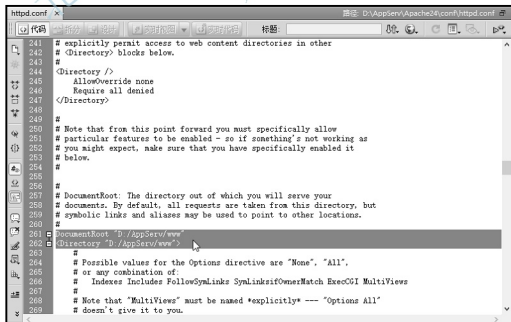 httpd.conf ×
路径: D:\AppServ\Apache24\conf\httpd.conf
代码 拆分 设计 实时视图 实时代码 标题:
241 # explicitly permit access to web content directories in other
242 # <Directory> blocks below.
243 #
244 <Directory />
245 AllowOverride none
246 Require all denied
247 </Directory>
248
249 #
250 # Note that from this point forward you must specifically allow
251 # particular features to be enabled - so if something's not working as
252 # you might expect, make sure that you have specifically enabled it
253 # below.
254 #
255
256 #
257 # DocumentRoot: The directory out of which you will serve your
258 # documents. By default, all requests are taken from this directory, but
259 # symbolic links and aliases may be used to point to other locations.
260 #
261 DocumentRoot "D:/AppServ/www"
262 <Directory "D:/AppServ/www">
263 #
264 # Possible values for the Options directive are "None", "All",
265 # or any combination of:
266 # Indexes Includes FollowSymLinks SymLinksifOwnerMatch ExecCGI MultiViews
267 #
268 # Note that "MultiViews" must be named *explicitly* --- "Options All"
269 # doesn't give it to you.